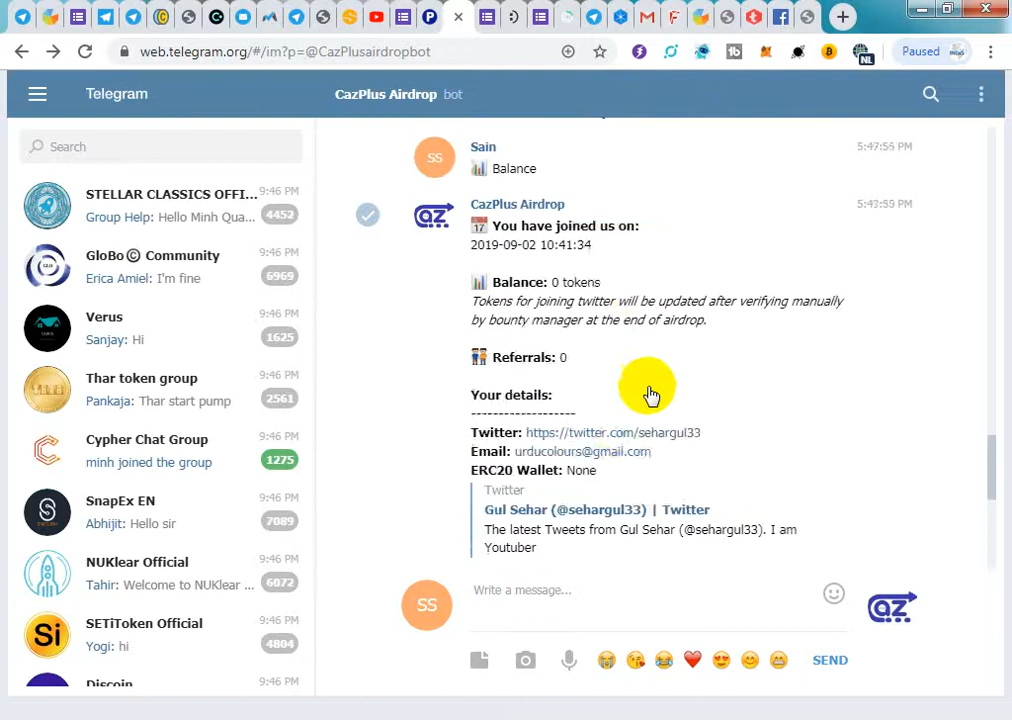 web.telegram.org/#/im?p=@CazPlusairdropbot
NL
Paused
Telegram
CazPlus Airdrop bot
Search
STELLAR CLASSICS OFFI... 9:46 PM
Group Help: Hello Minh Qua... 4452
GloBo© Community 9:46 PM
Erica Amiel: I'm fine 6969
Verus 9:46 PM
Sanjay: Hi 1625
Thar token group 9:46 PM
Pankaja: Thar start pump 2561
Cypher Chat Group 9:46 PM
minh joined the group 1275
SnapEx EN 9:46 PM
Abhijit: Hello sir 7089
NUKlear Official 9:46 PM
Tahir: Welcome to NUKlear ... 6072
SETiToken Official 9:46 PM
Yogi: hi 4804
Discoin 9:46 PM
SS
Sain 5:47:55 PM
Balance
CazPlus Airdrop 5:43:59 PM
You have joined us on:
2019-09-02 10:41:34
Balance: 0 tokens
Tokens for joining twitter will be updated after verifying manually
by bounty manager at the end of airdrop.
Referrals: 0
Your details:
-------------------
Twitter: https://twitter.com/sehargul33
Email: urducolours@gmail.com
ERC20 Wallet: None
Twitter
Gul Sehar (@sehargul33) | Twitter
The latest Tweets from Gul Sehar (@sehargul33). I am
Youtuber
SS
Write a message...
SEND